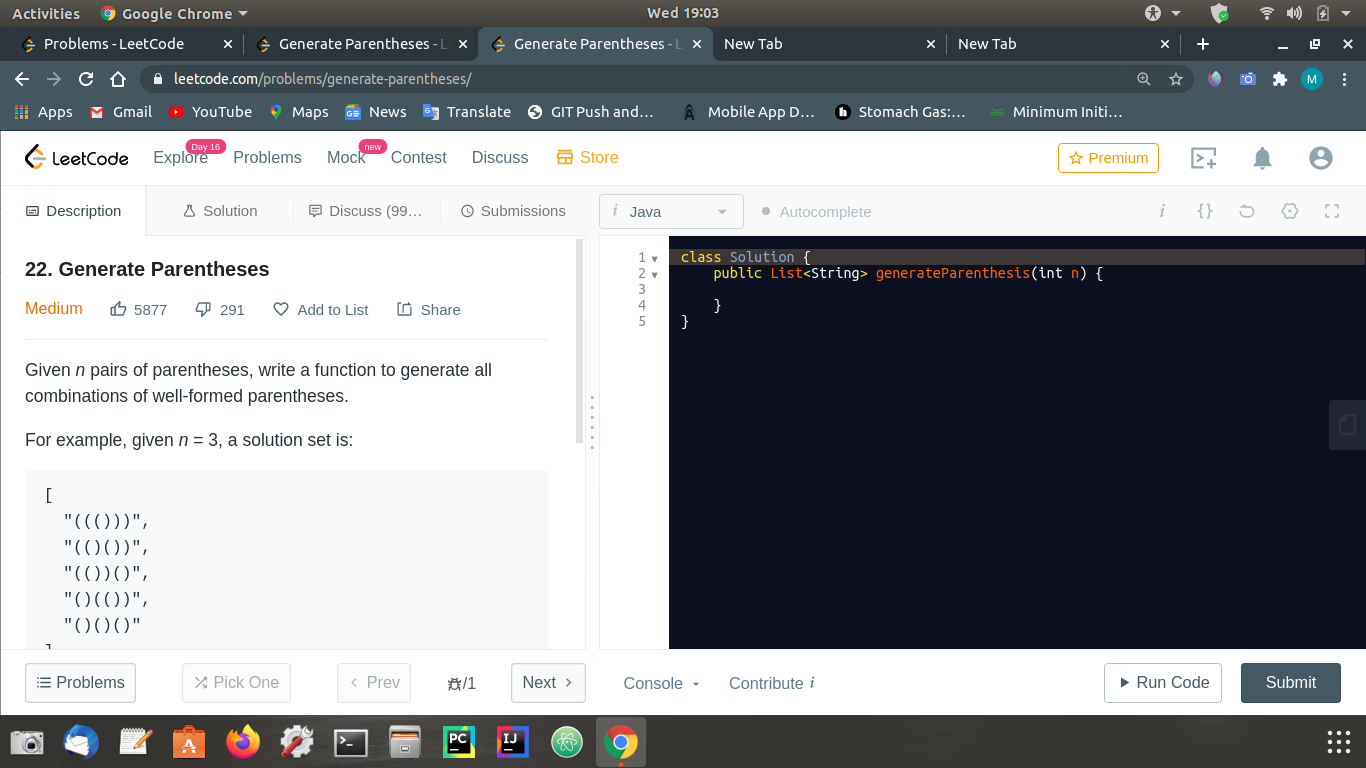 Activities Google Chrome Wed 19:03
Problems - LeetCode Generate Parentheses - L Generate Parentheses - L New Tab New Tab
leetcode.com/problems/generate-parentheses/ M
Apps Gmail YouTube Maps News Translate GIT Push and... Mobile App D... Stomach Gas:... Minimum Initi...
LeetCode Explore Day 16 Problems Mock new Contest Discuss Store Premium
Description Solution Discuss (99... Submissions i Java Autocomplete i {}
22. Generate Parentheses
Medium 5877 291 Add to List Share
Given n pairs of parentheses, write a function to generate all
combinations of well-formed parentheses.
For example, given n = 3, a solution set is:
[
"((()))",
"(()())",
"(())()",
"()(())",
"()()()"
]
1 class Solution {
2 public List<String> generateParenthesis(int n) {
3
4 }
5 }
Problems Pick One Prev /1 Next Console Contribute i Run Code Submit
PC IJ